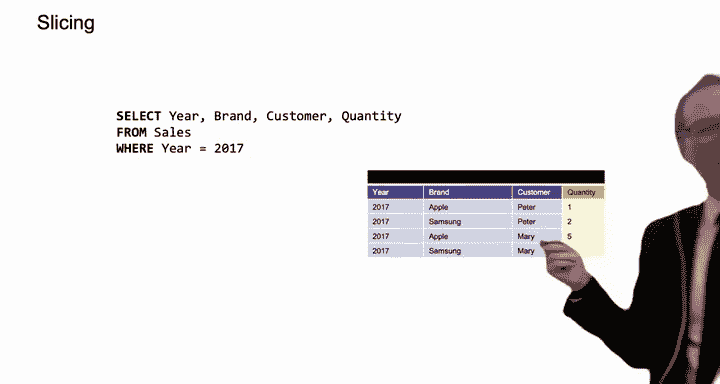 Slicing
SELECT Year, Brand, Customer, Quantity
FROM Sales
WHERE Year = 2017
Year Brand Customer Quantity
2017 Apple Peter 1
2017 Samsung Peter 2
2017 Apple Mary 5
2017 Samsung Mary